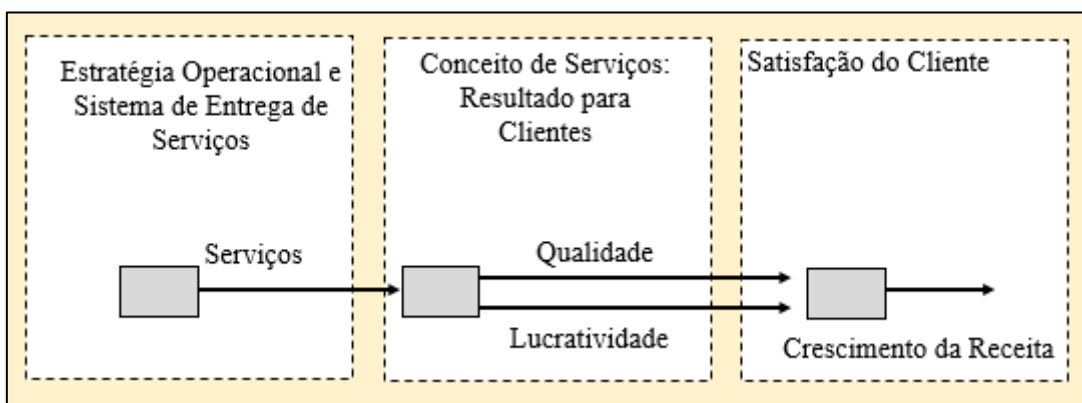 Estratégia Operacional e
Sistema de Entrega de
Serviços
Serviços
Conceito de Serviços:
Resultado para
Clientes
Qualidade
Lucratividade
Satisfação do Cliente
Crescimento da Receita